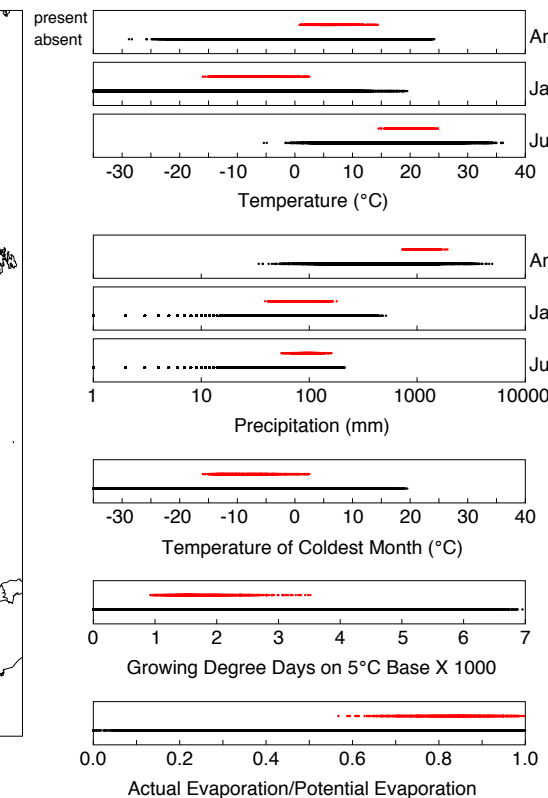 present
absent
An
Ja
Ju
-30 -20 -10 0 10 20 30 40
Temperature (°C)
An
Ja
Ju
1 10 100 1000 10000
Precipitation (mm)
-30 -20 -10 0 10 20 30 40
Temperature of Coldest Month (°C)
0 1 2 3 4 5 6 7
Growing Degree Days on 5°C Base X 1000
0.0 0.2 0.4 0.6 0.8 1.0
Actual Evaporation/Potential Evaporation